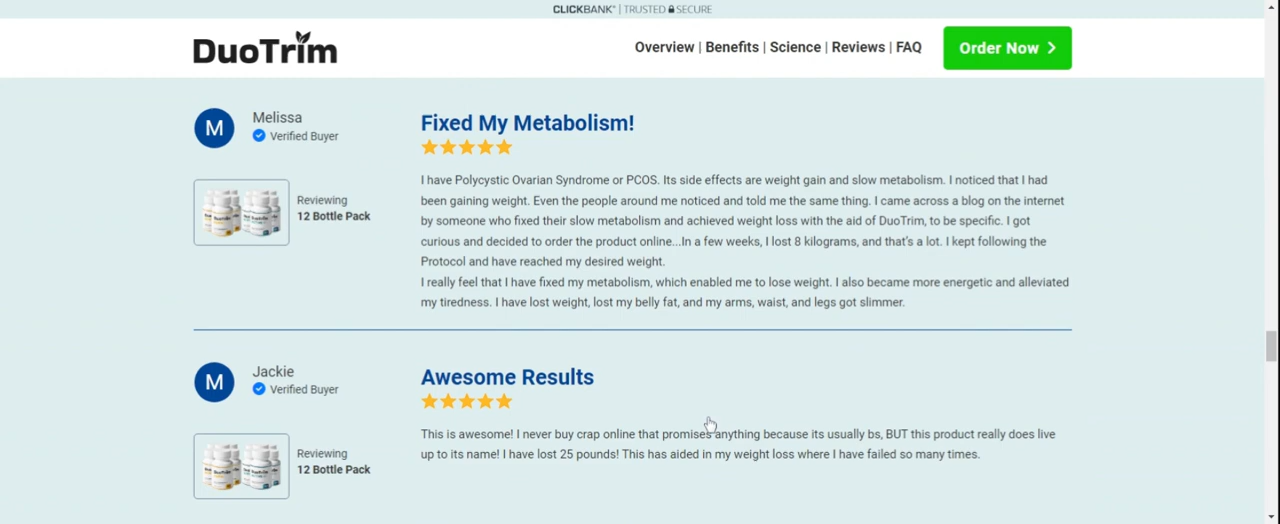 CLICKBANK® | TRUSTED SECURE
DuoTrim
Overview | Benefits | Science | Reviews | FAQ
Order Now
M
Melissa
Verified Buyer
Reviewing
12 Bottle Pack
Fixed My Metabolism!
I have Polycystic Ovarian Syndrome or PCOS. Its side effects are weight gain and slow metabolism. I noticed that I had
been gaining weight. Even the people around me noticed and told me the same thing. I came across a blog on the internet
by someone who fixed their slow metabolism and achieved weight loss with the aid of DuoTrim, to be specific. I got
curious and decided to order the product online...In a few weeks, I lost 8 kilograms, and that's a lot. I kept following the
Protocol and have reached my desired weight.
I really feel that I have fixed my metabolism, which enabled me to lose weight. I also became more energetic and alleviated
my tiredness. I have lost weight, lost my belly fat, and my arms, waist, and legs got slimmer.
M
Jackie
Verified Buyer
Reviewing
12 Bottle Pack
Awesome Results
This is awesome! I never buy crap online that promises anything because its usually bs, BUT this product really does live
up to its name! I have lost 25 pounds! This has aided in my weight loss where I have failed so many times.